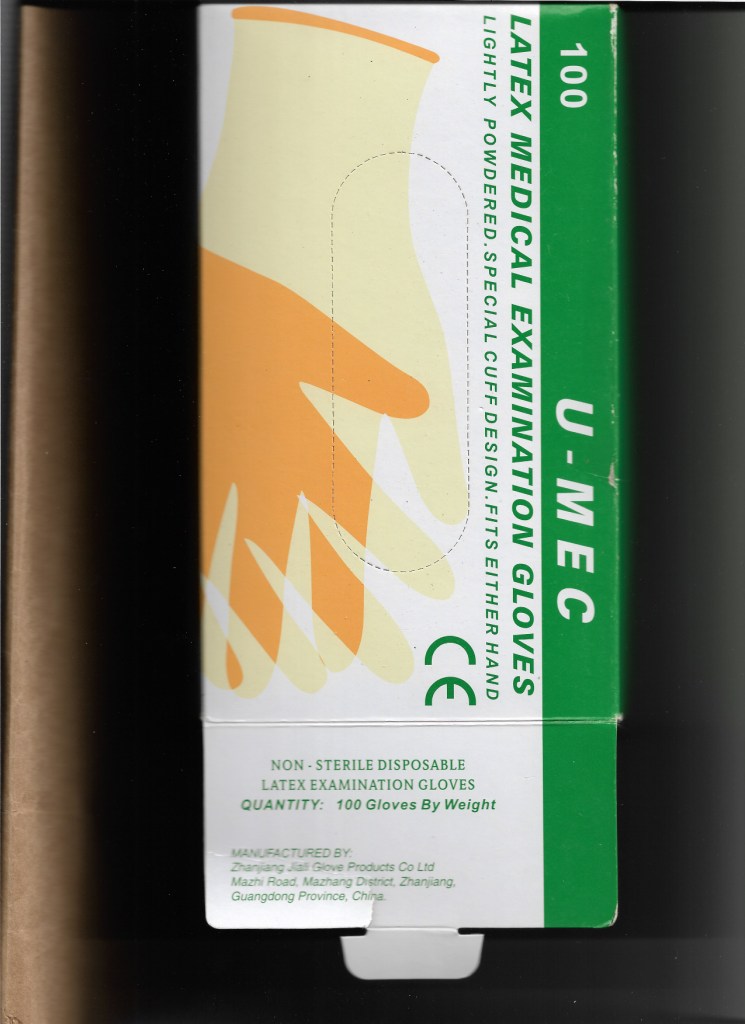 100
U-MEC
LATEX MEDICAL EXAMINATION GLOVES
LIGHTLY POWDERED.SPECIAL CUFF DESIGN.FITS EITHER HAND
CE
NON - STERILE DISPOSABLE
LATEX EXAMINATION GLOVES
QUANTITY: 100 Gloves By Weight
MANUFACTURED BY:
Zhanjiang Jiali Glove Products Co Ltd
Mazhi Road, Mazhang District, Zhanjiang,
Guangdong Province, China.